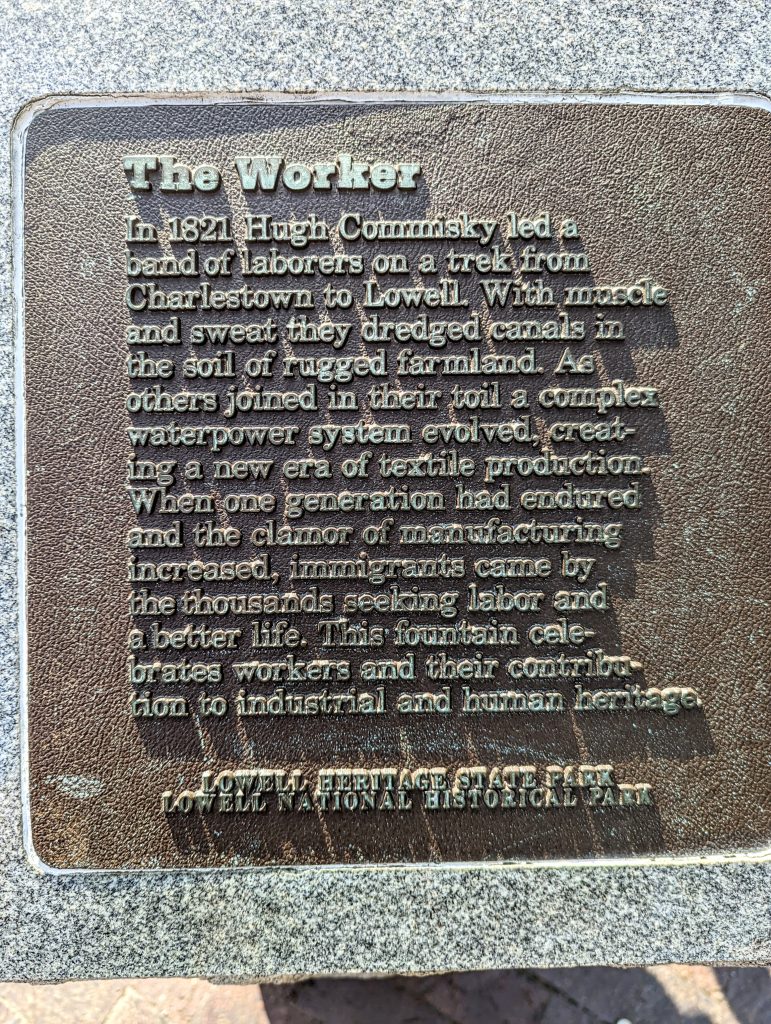 The Worker
In 1821 Hugh Commisky led a
band of laborers on a trek from
Charlestown to Lowell. With muscle
and sweat they dredged canals in
the soil of rugged farmland. As
others joined in their toil a complex
waterpower system evolved, creat-
ing a new era of textile production.
When one generation had endured
and the clamor of manufacturing
increased, immigrants came by
the thousands seeking labor and
a better life. This fountain cele-
brates workers and their contribu-
tion to industrial and human heritage.
LOWELL HERITAGE STATE PARK
LOWELL NATIONAL HISTORICAL PARK